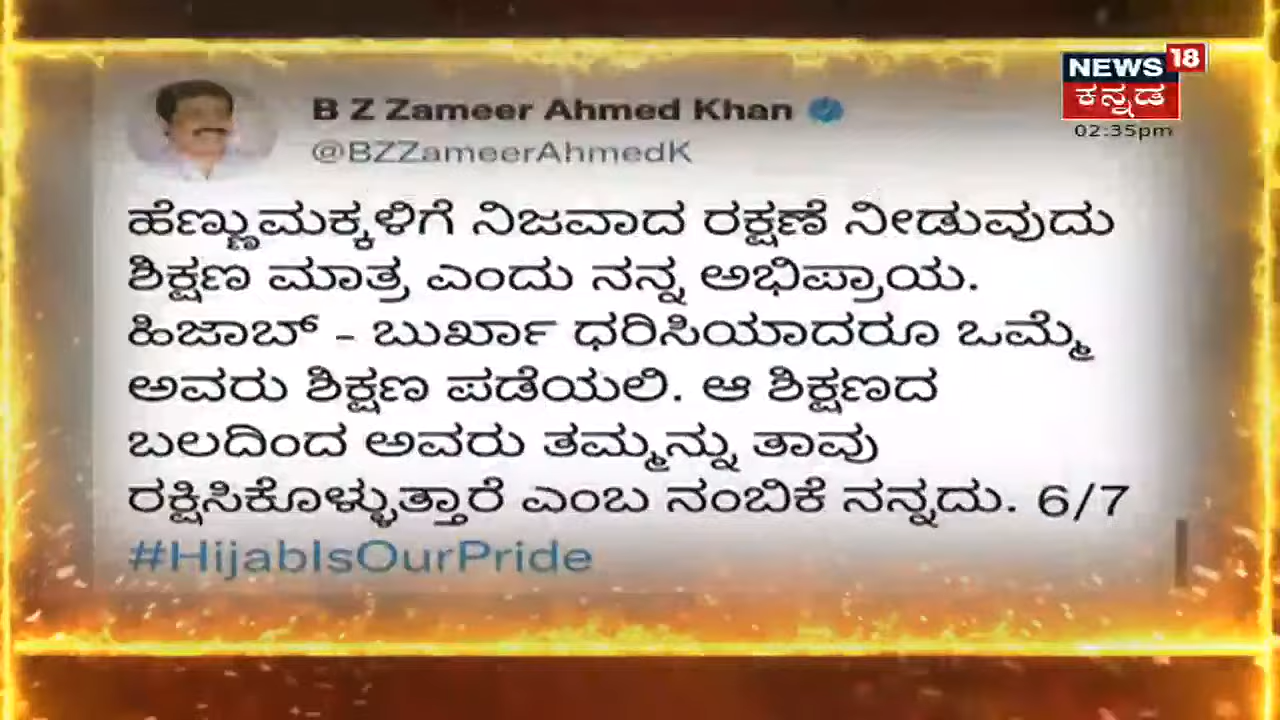 B Z Zameer Ahmed Khan
@BZZameerAhmedK
NEWS 18
ಕನ್ನಡ
02:35pm
ಹೆಣ್ಣುಮಕ್ಕಳಿಗೆ ನಿಜವಾದ ರಕ್ಷಣೆ ನೀಡುವುದು
ಶಿಕ್ಷಣ ಮಾತ್ರ ಎಂದು ನನ್ನ ಅಭಿಪ್ರಾಯ.
ಹಿಜಾಬ್ - ಬುರ್ಖಾ ಧರಿಸಿಯಾದರೂ ಒಮ್ಮೆ
ಅವರು ಶಿಕ್ಷಣ ಪಡೆಯಲಿ. ಆ ಶಿಕ್ಷಣದ
ಬಲದಿಂದ ಅವರು ತಮ್ಮನ್ನು ತಾವು
ರಕ್ಷಿಸಿಕೊಳ್ಳುತ್ತಾರೆ ಎಂಬ ನಂಬಿಕೆ ನನ್ನದು. 6/7
#HijabIsOurPride